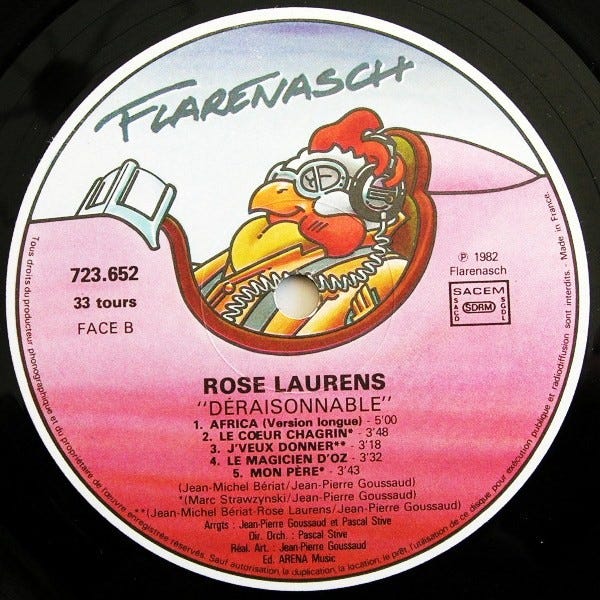 FLARENASCH
723.652
33 tours
FACE B
℗ 1982
Flarenasch
SACEM
SACD
SDRM
SGDL
ROSE LAURENS
"DÉRAISONNABLE"
1. AFRICA (Version longue) - 5'00
2. LE COEUR CHAGRIN* - 3'48
3. J'VEUX DONNER** - 3'18
4. LE MAGICIEN D'OZ - 3'32
5. MON PÈRE* - 3'43
(Jean-Michel Bériat/Jean-Pierre Goussaud)
*(Marc Strawzynski/Jean-Pierre Goussaud)
**(Jean-Michel Bériat-Rose Laurens/Jean-Pierre Goussaud)
Arrgts : Jean-Pierre Goussaud et Pascal Stive
Dir. Orch. : Pascal Stive
Réal. Art. : Jean-Pierre Goussaud
Ed. ARENA Music
Tous droits du producteur phonographique et du propriétaire de l'œuvre enregistrée réservés. Sauf autorisation, la duplication, la location, le prêt, l'utilisation de ce disque pour exécution publique et radiodiffusion sont interdits. - Made in France.